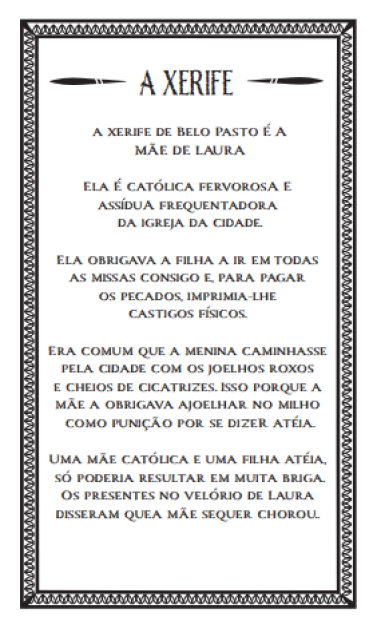 A XERIFE
A XERIFE DE BELO PASTO É A
MÃE DE LAURA
ELA É CATÓLICA FERVOROSA E
ASSÍDUA FREQUENTADORA
DA IGREJA DA CIDADE.
ELA OBRIGAVA A FILHA A IR EM TODAS
AS MISSAS CONSIGO E, PARA PAGAR
OS PECADOS, IMPRIMIA-LHE
CASTIGOS FÍSICOS.
ERA COMUM QUE A MENINA CAMINHASSE
PELA CIDADE COM OS JOELHOS ROXOS
E CHEIOS DE CICATRIZES. ISSO PORQUE A
MÃE A OBRIGAVA AJOELHAR NO MILHO
COMO PUNIÇÃO POR SE DIZER ATÉIA.
UMA MÃE CATÓLICA E UMA FILHA ATÉIA,
SÓ PODERIA RESULTAR EM MUITA BRIGA.
OS PRESENTES NO VELÓRIO DE LAURA
DISSERAM QUEA MÃE SEQUER CHOROU.